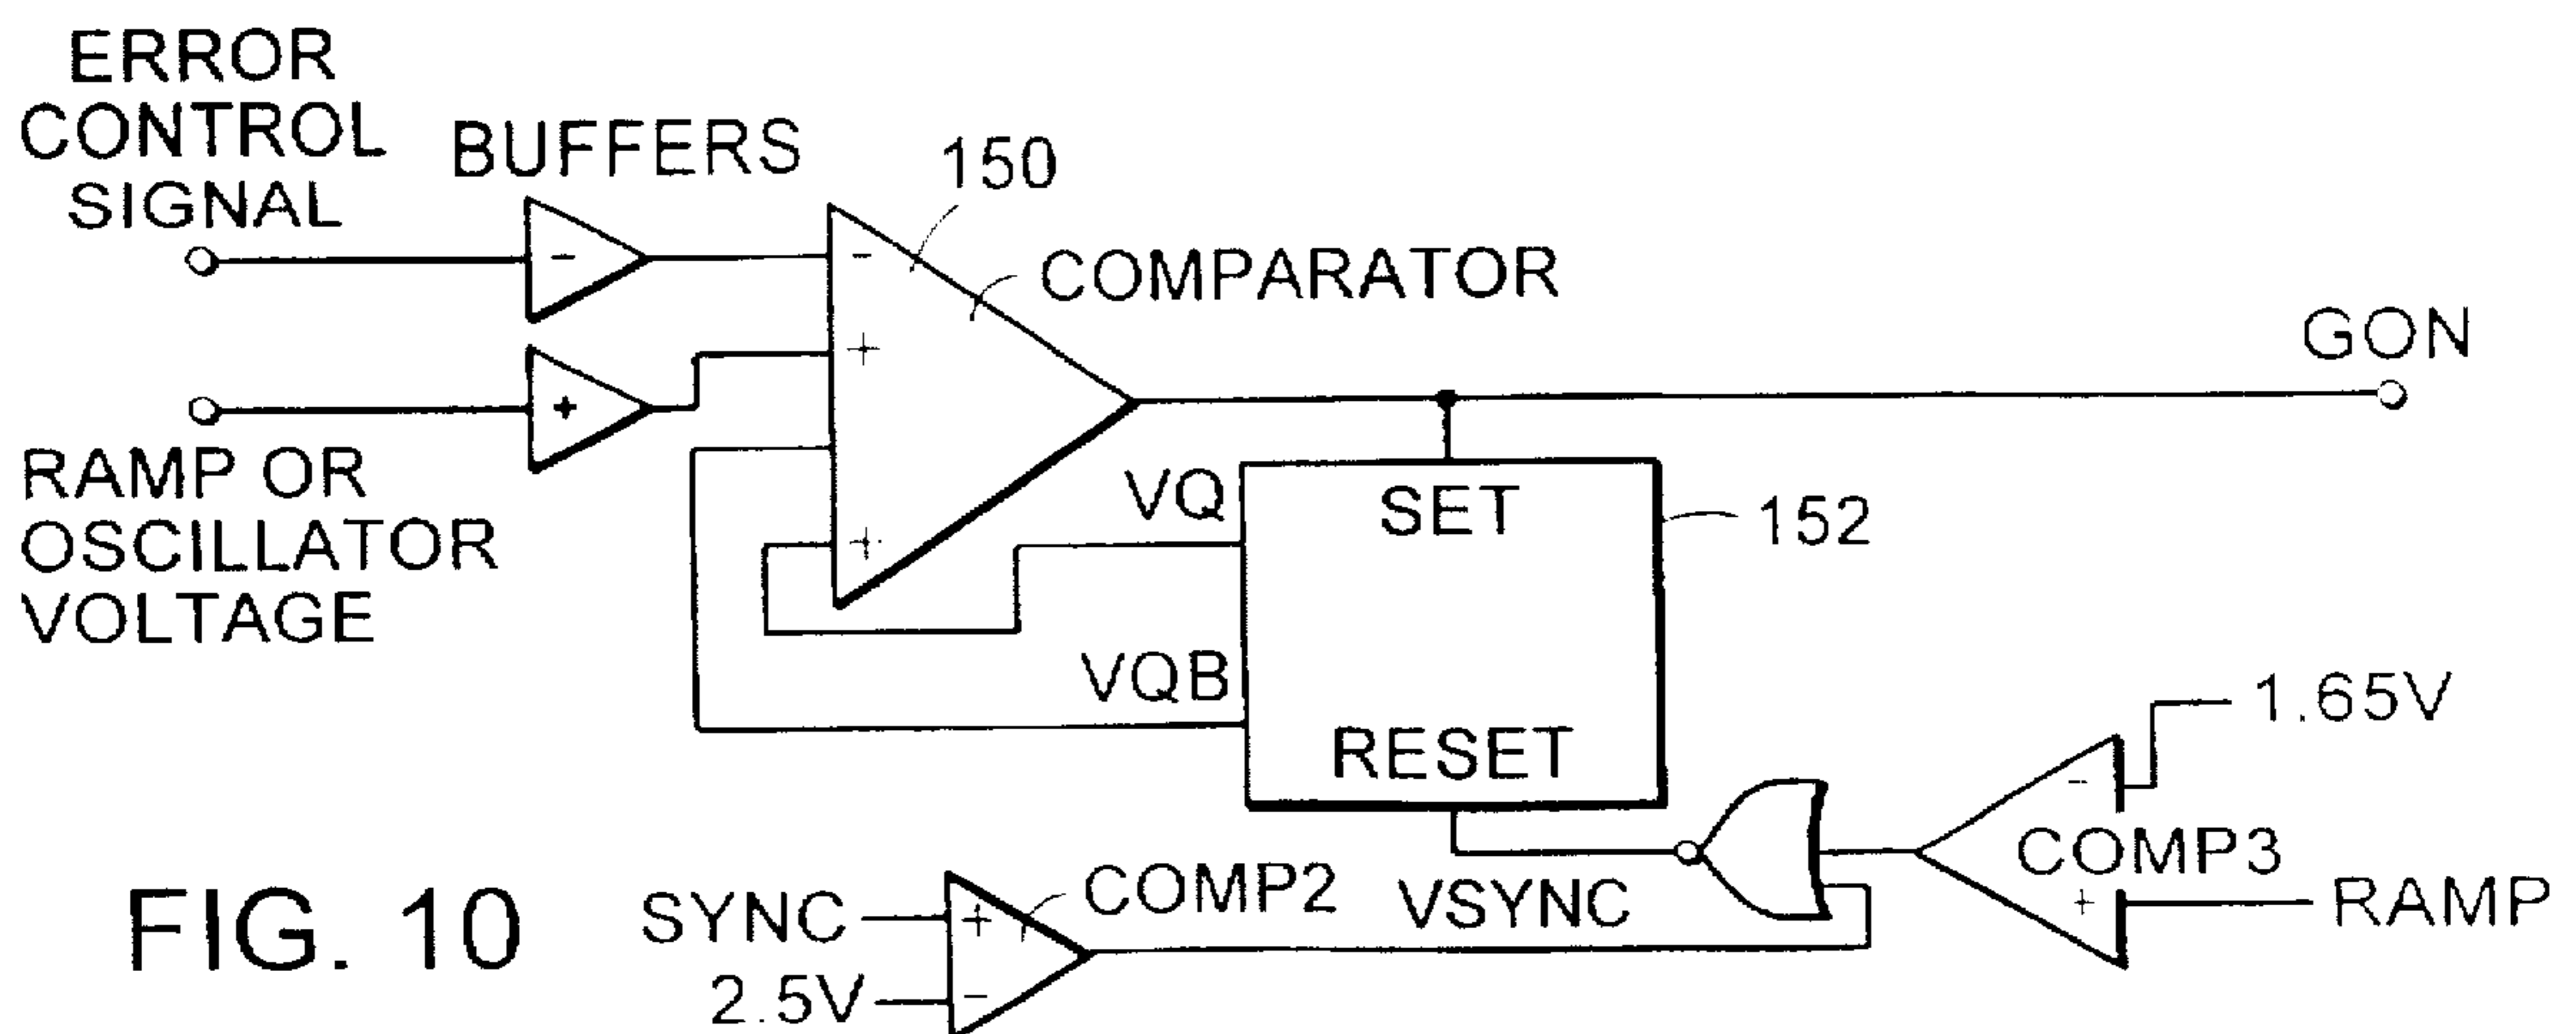 ERROR
CONTROL
SIGNAL
BUFFERS
150
COMPARATOR
GON
-
-
+
+
+
RAMP OR
OSCILLATOR
VOLTAGE
VQ
SET
152
VQB
RESET
1.65V
-
COMP3
+
RAMP
FIG. 10
SYNC
+
COMP2
VSYNC
2.5V
-